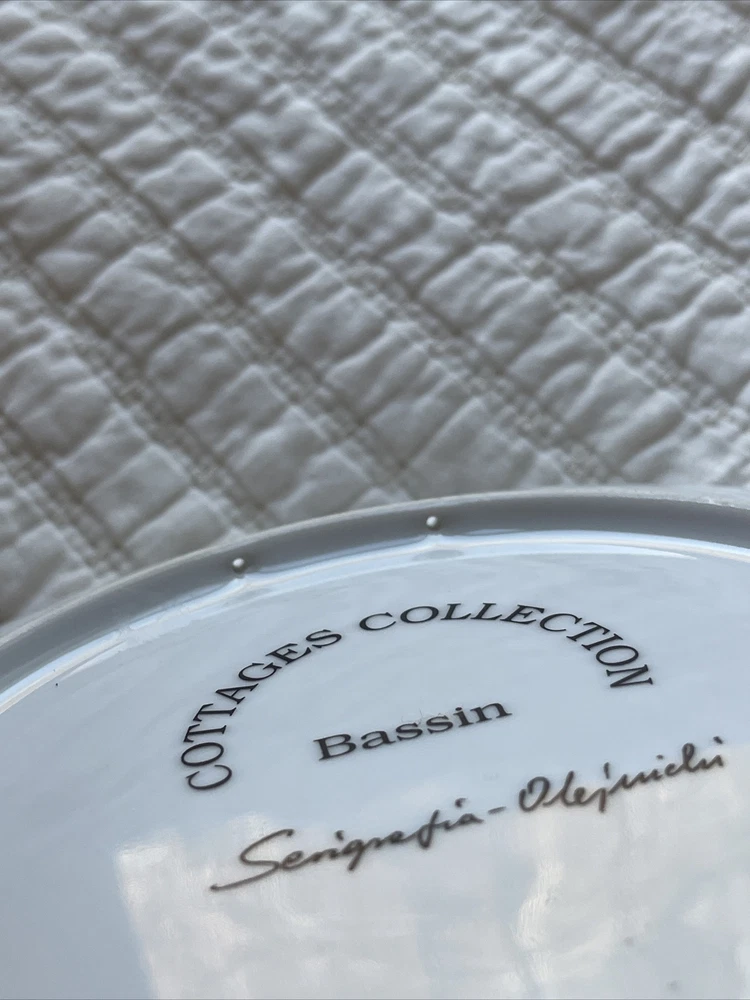 COTTAGES COLLECTION
Bassin
Serigrafia - Olejnicki